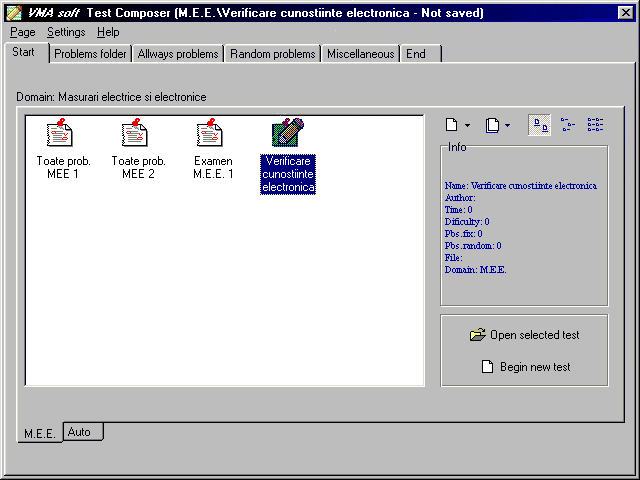 VMA soft Test Composer (M.E.E.\Verificare cunostiinte electronica - Not saved)
Page Settings Help
Start Problems folder Allways problems Random problems Miscellaneous End
Domain: Masurari electrice si electronice
Toate prob.
MEE 1
Toate prob.
MEE 2
Examen
M.E.E. 1
Verificare
cunostiinte
electronica
Info
Name: Verificare cunostiinte electronica
Author:
Time: 0
Dificulty: 0
Pbs.fix: 0
Pbs.random: 0
File:
Domain: M.E.E.
Open selected test
Begin new test
M.E.E. Auto